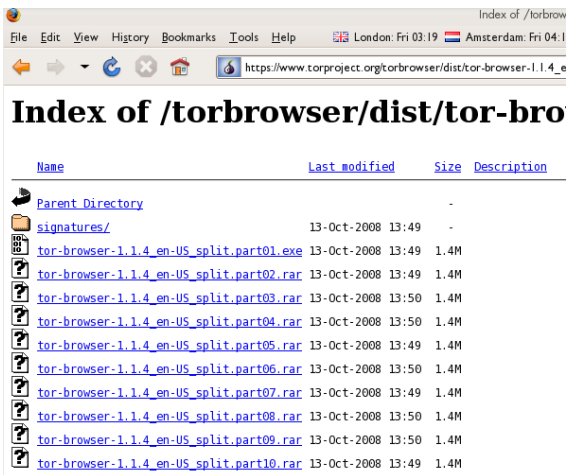 Index of /torbrow
File Edit View History Bookmarks Tools Help London: Fri 03:19 Amsterdam: Fri 04:1
https://www.torproject.org/torbrowser/dist/tor-browser-1.1.4_e
Index of /torbrowser/dist/tor-bro
Name Last modified Size Description
Parent Directory -
signatures/ 13-Oct-2008 13:49 -
tor-browser-1.1.4_en-US_split.part01.exe 13-Oct-2008 13:49 1.4M
tor-browser-1.1.4_en-US_split.part02.rar 13-Oct-2008 13:49 1.4M
tor-browser-1.1.4_en-US_split.part03.rar 13-Oct-2008 13:50 1.4M
tor-browser-1.1.4_en-US_split.part04.rar 13-Oct-2008 13:50 1.4M
tor-browser-1.1.4_en-US_split.part05.rar 13-Oct-2008 13:49 1.4M
tor-browser-1.1.4_en-US_split.part06.rar 13-Oct-2008 13:50 1.4M
tor-browser-1.1.4_en-US_split.part07.rar 13-Oct-2008 13:49 1.4M
tor-browser-1.1.4_en-US_split.part08.rar 13-Oct-2008 13:50 1.4M
tor-browser-1.1.4_en-US_split.part09.rar 13-Oct-2008 13:50 1.4M
tor-browser-1.1.4_en-US_split.part10.rar 13-Oct-2008 13:49 1.4M